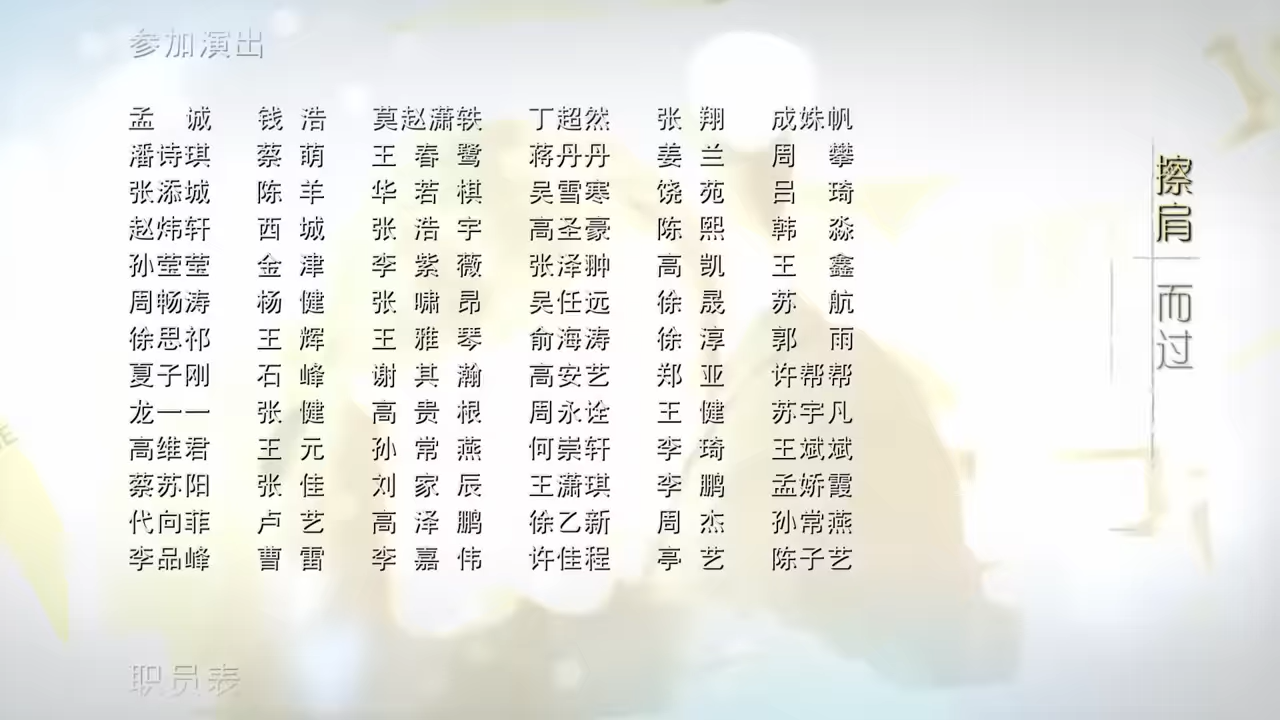 参加演出
孟 诚 钱 浩 莫赵潇轶 丁超然 张 翔 成姝帆
潘诗琪 蔡 萌 王 春 鹭 蒋丹丹 姜 兰 周 攀
张添城 陈 羊 华 若 棋 吴雪寒 饶 苑 吕 琦
赵炜轩 西 城 张 浩 宇 高圣豪 陈 熙 韩 淼
孙莹莹 金 津 李 紫 薇 张泽翀 高 凯 王 鑫
周畅涛 杨 健 张 啸 昂 吴任远 徐 晟 苏 航
徐思祁 王 辉 王 雅 琴 俞海涛 徐 淳 郭 雨
夏子刚 石 峰 谢 其 瀚 高安艺 郑 亚 许帮帮
龙一一 张 健 高 贵 根 周永诠 王 健 苏宇凡
高维君 王 元 孙 常 燕 何崇轩 李 琦 王斌斌
蔡苏阳 张 佳 刘 家 辰 王潇琪 李 鹏 孟娇霞
代向菲 卢 艺 高 泽 鹏 徐乙新 周 杰 孙常燕
李品峰 曹 雷 李 嘉 伟 许佳程 亭 艺 陈子艺
职员表
擦肩而过